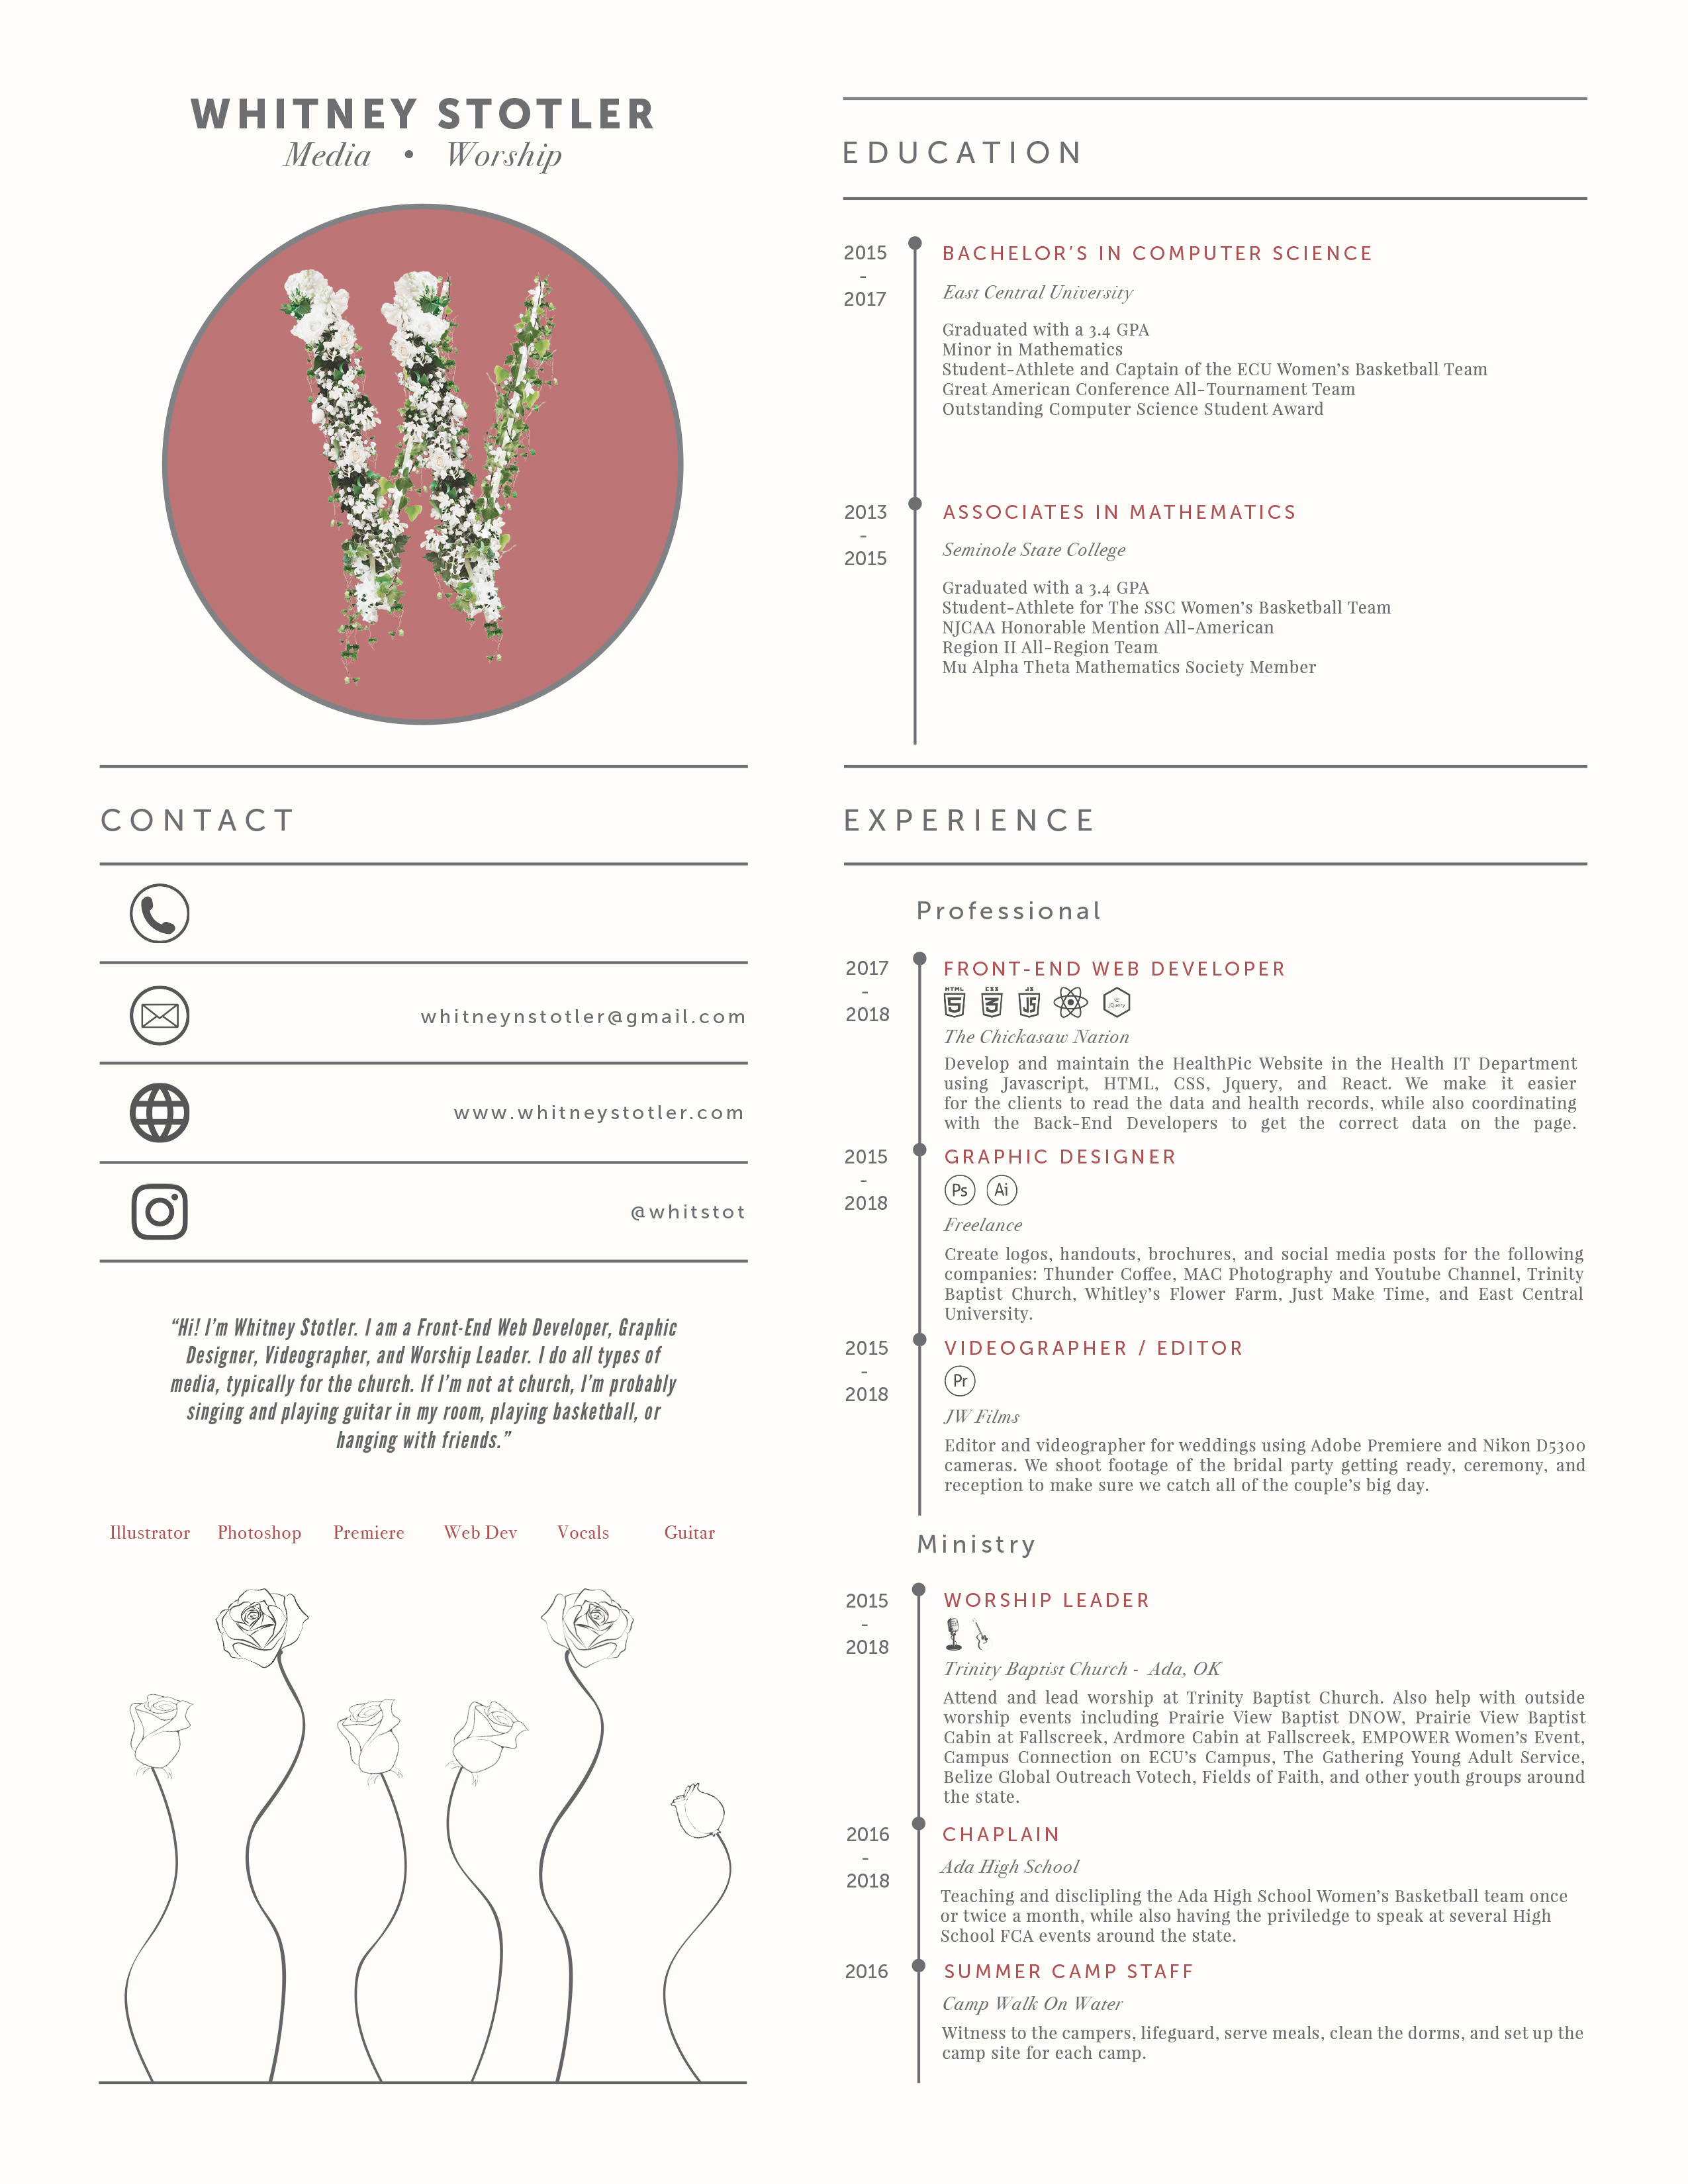 WHITNEY STOTLER
Media • Worship
W
CONTACT
whitneynstotler@gmail.com
www.whitneystotler.com
@whitstot
“Hi! I’m Whitney Stotler. I am a Front-End Web Developer, Graphic
Designer, Videographer, and Worship Leader. I do all types of
media, typically for the church. If I’m not at church, I’m probably
singing and playing guitar in my room, playing basketball, or
hanging with friends.”
Illustrator Photoshop Premiere Web Dev Vocals Guitar
EDUCATION
2015
-
2017
BACHELOR’S IN COMPUTER SCIENCE
East Central University
Graduated with a 3.4 GPA
Minor in Mathematics
Student-Athlete and Captain of the ECU Women’s Basketball Team
Great American Conference All-Tournament Team
Outstanding Computer Science Student Award
2013
-
2015
ASSOCIATES IN MATHEMATICS
Seminole State College
Graduated with a 3.4 GPA
Student-Athlete for The SSC Women’s Basketball Team
NJCAA Honorable Mention All-American
Region II All-Region Team
Mu Alpha Theta Mathematics Society Member
EXPERIENCE
Professional
2017
-
2018
FRONT-END WEB DEVELOPER
HTML 5 CSS 3 JS JS jQuery
The Chickasaw Nation
Develop and maintain the HealthPic Website in the Health IT Department
using Javascript, HTML, CSS, Jquery, and React. We make it easier
for the clients to read the data and health records, while also coordinating
with the Back-End Developers to get the correct data on the page.
2015
-
2018
GRAPHIC DESIGNER
Ps Ai
Freelance
Create logos, handouts, brochures, and social media posts for the following
companies: Thunder Coffee, MAC Photography and Youtube Channel, Trinity
Baptist Church, Whitley’s Flower Farm, Just Make Time, and East Central
University.
2015
-
2018
VIDEOGRAPHER / EDITOR
Pr
JW Films
Editor and videographer for weddings using Adobe Premiere and Nikon D5300
cameras. We shoot footage of the bridal party getting ready, ceremony, and
reception to make sure we catch all of the couple’s big day.
Ministry
2015
-
2018
WORSHIP LEADER
Trinity Baptist Church - Ada, OK
Attend and lead worship at Trinity Baptist Church. Also help with outside
worship events including Prairie View Baptist DNOW, Prairie View Baptist
Cabin at Fallscreek, Ardmore Cabin at Fallscreek, EMPOWER Women’s Event,
Campus Connection on ECU’s Campus, The Gathering Young Adult Service,
Belize Global Outreach Votech, Fields of Faith, and other youth groups around
the state.
2016
-
2018
CHAPLAIN
Ada High School
Teaching and disclipling the Ada High School Women’s Basketball team once
or twice a month, while also having the priviledge to speak at several High
School FCA events around the state.
2016
SUMMER CAMP STAFF
Camp Walk On Water
Witness to the campers, lifeguard, serve meals, clean the dorms, and set up the
camp site for each camp.